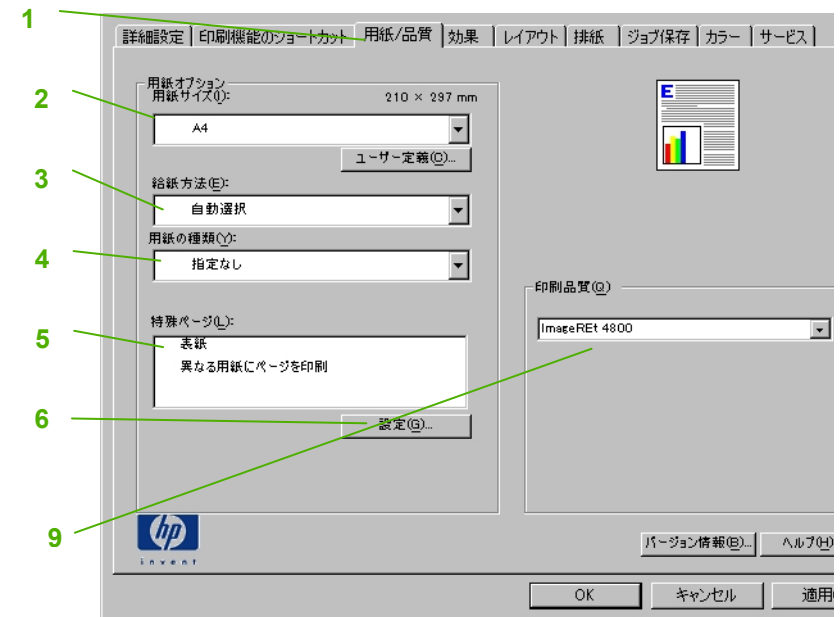 1
詳細設定 印刷機能のショートカット 用紙/品質 効果 レイアウト 排紙 ジョブ保存 カラー サービス
用紙オプション
2
用紙サイズ(I): 210 × 297 mm
A4
ユーザー定義(C)...
3
給紙方法(E):
自動選択
用紙の種類(Y):
4
指定なし
5
特殊ページ(L):
表紙
異なる用紙にページを印刷
6
設定(G)...
E
印刷品質(Q)
ImageREt 4800
9
hp
invent
バージョン情報(B)... ヘルプ(H)
OK キャンセル 適用(